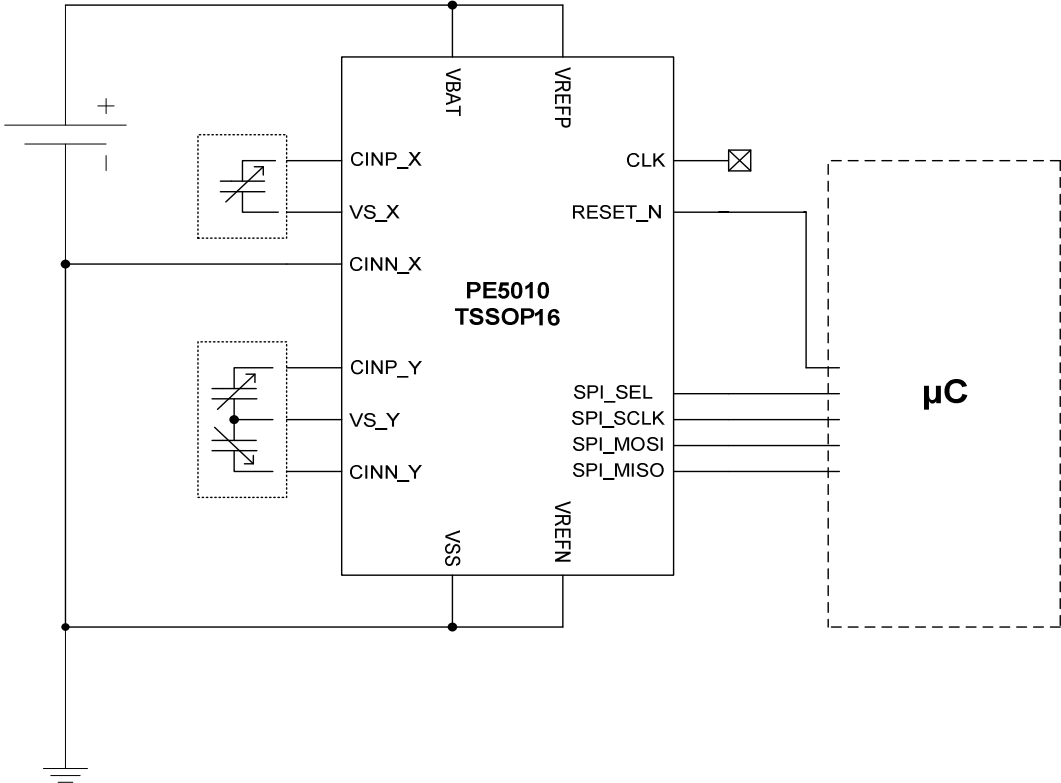 VBAT
VREFP
+
–
CINP_X
CLK
VS_X
RESET_N
CINN_X
PE5010
TSSOP16
CINP_Y
SPI_SEL
µC
VS_Y
SPI_SCLK
SPI_MOSI
CINN_Y
SPI_MISO
VSS
VREFN